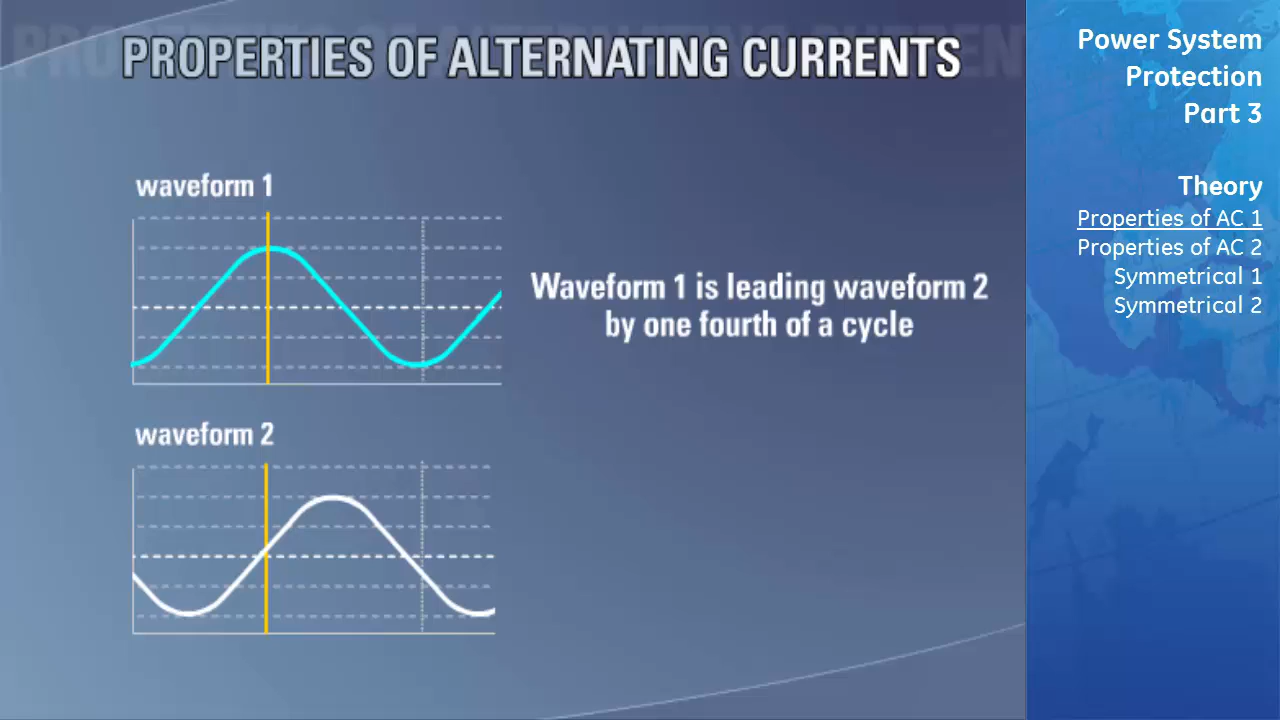 PROPERTIES OF ALTERNATING CURRENTS
waveform 1
Waveform 1 is leading waveform 2
by one fourth of a cycle
waveform 2
Power System
Protection
Part 3
Theory
Properties of AC 1
Properties of AC 2
Symmetrical 1
Symmetrical 2